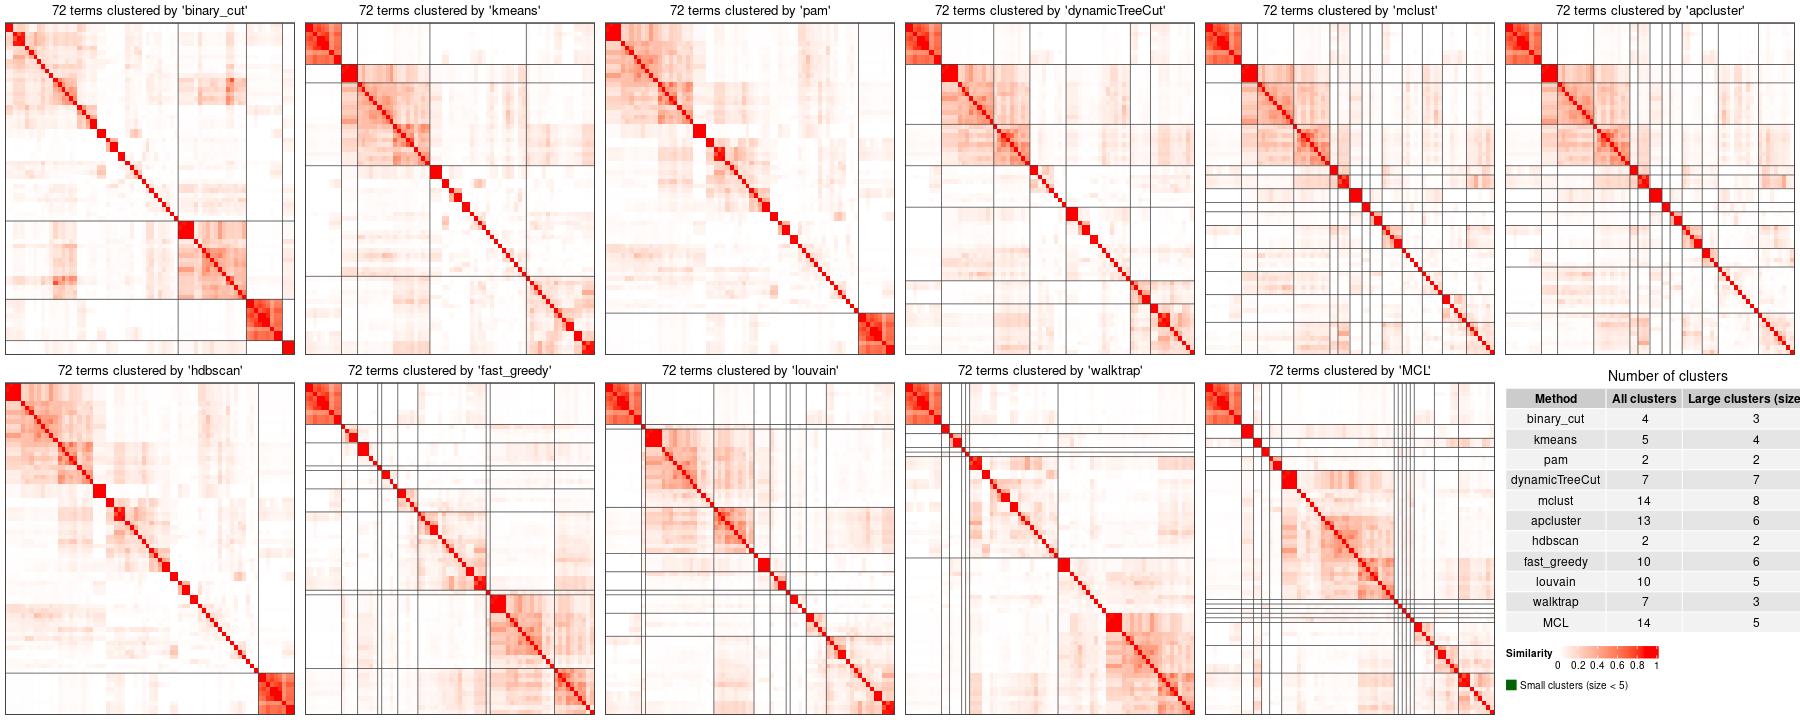 72 terms clustered by 'binary_cut'
72 terms clustered by 'kmeans'
72 terms clustered by 'pam'
72 terms clustered by 'dynamicTreeCut'
72 terms clustered by 'mclust'
72 terms clustered by 'apcluster'
72 terms clustered by 'hdbscan'
72 terms clustered by 'fast_greedy'
72 terms clustered by 'louvain'
72 terms clustered by 'walktrap'
72 terms clustered by 'MCL'
Number of clusters
Method All clusters Large clusters (size
binary_cut 4 3
kmeans 5 4
pam 2 2
dynamicTreeCut 7 7
mclust 14 8
apcluster 13 6
hdbscan 2 2
fast_greedy 10 6
louvain 10 5
walktrap 7 3
MCL 14 5
Similarity
0 0.2 0.4 0.6 0.8 1
Small clusters (size < 5)